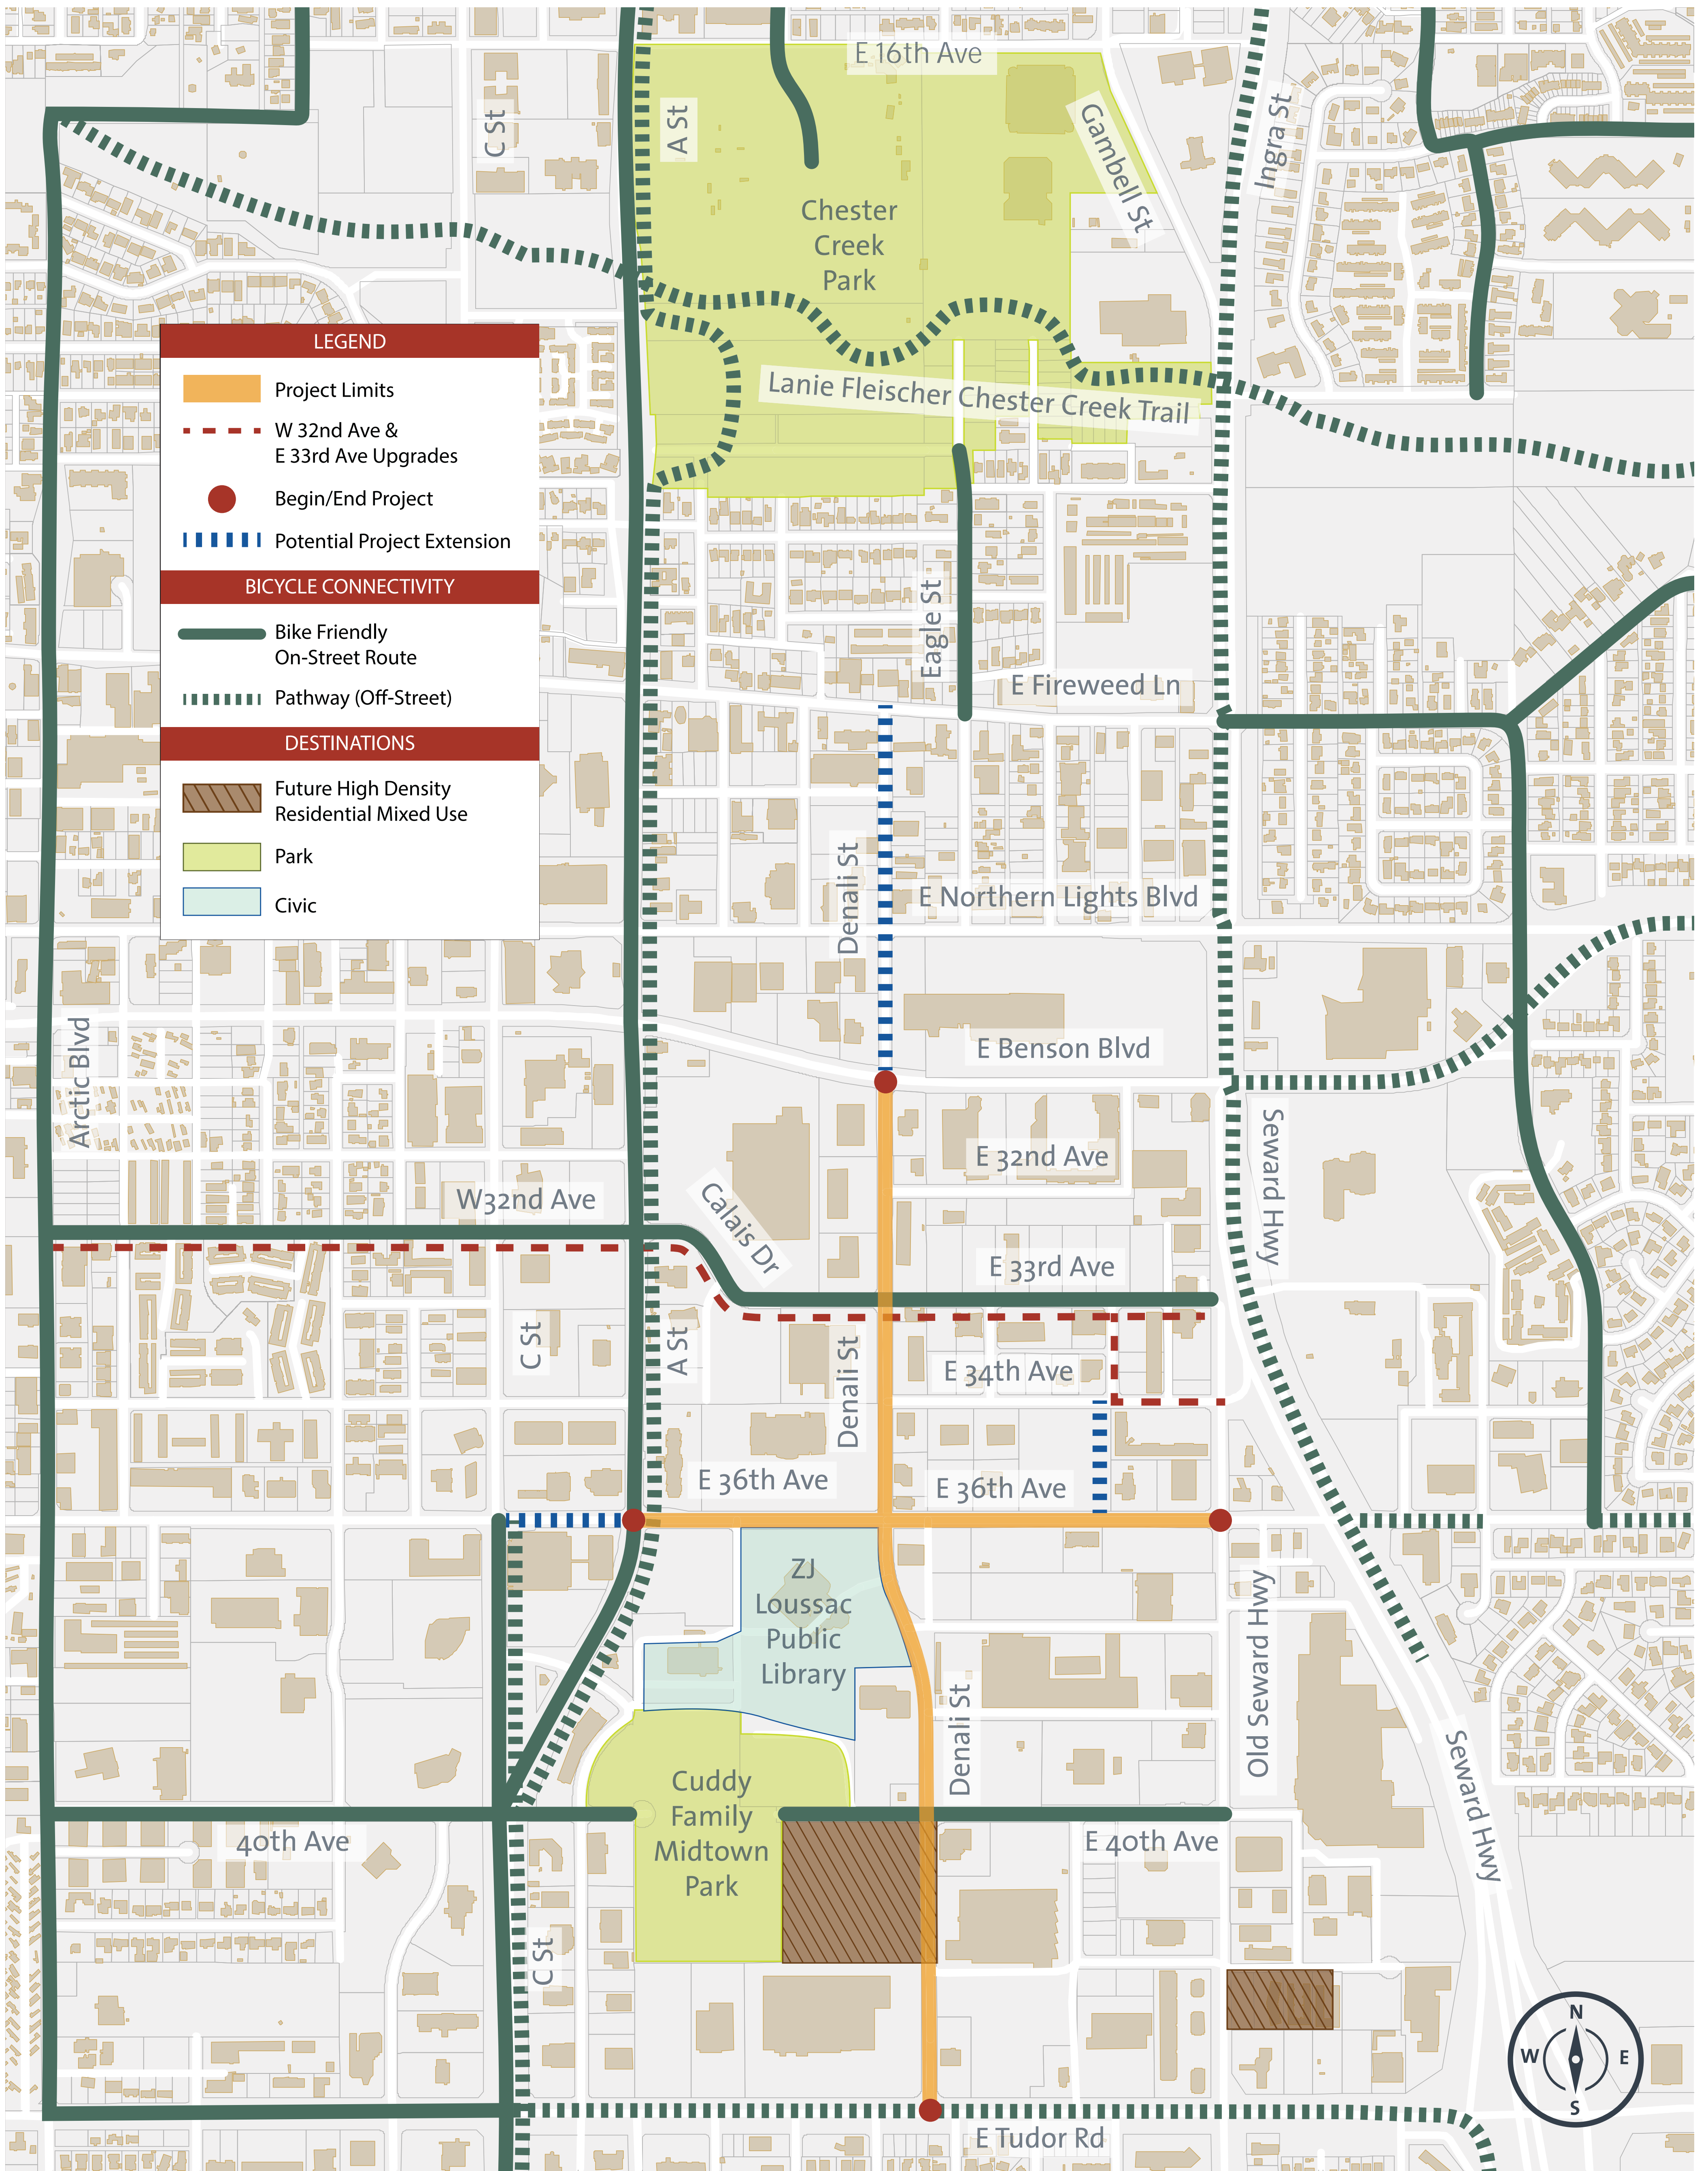 E 16th Ave
C St
A St
Gambell St
Ingra St
Chester
Creek
Park
LEGEND
Project Limits
W 32nd Ave &
E 33rd Ave Upgrades
Begin/End Project
Potential Project Extension
BICYCLE CONNECTIVITY
Bike Friendly
On-Street Route
Pathway (Off-Street)
DESTINATIONS
Future High Density
Residential Mixed Use
Park
Civic
Lanie Fleischer Chester Creek Trail
Eagle St
E Fireweed Ln
Denali St
E Northern Lights Blvd
Arctic Blvd
E Benson Blvd
Seward Hwy
E 32nd Ave
W32nd Ave
Calais Dr
E 33rd Ave
C St
A St
Denali St
E 34th Ave
E 36th Ave
E 36th Ave
ZJ
Loussac
Public
Library
Old Seward Hwy
Denali St
Seward Hwy
Cuddy
Family
Midtown
Park
40th Ave
E 40th Ave
C St
N
W
E
S
E Tudor Rd